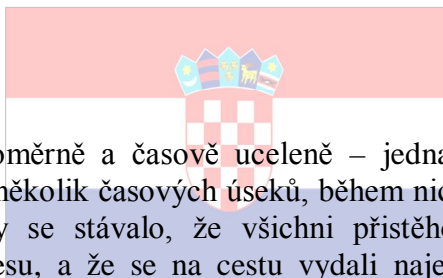 oměrně a časově uceleně – jedna
několik časových úseků, během nic
y se stávalo, že všichni přistěho
esu, a že se na cestu vydali naje